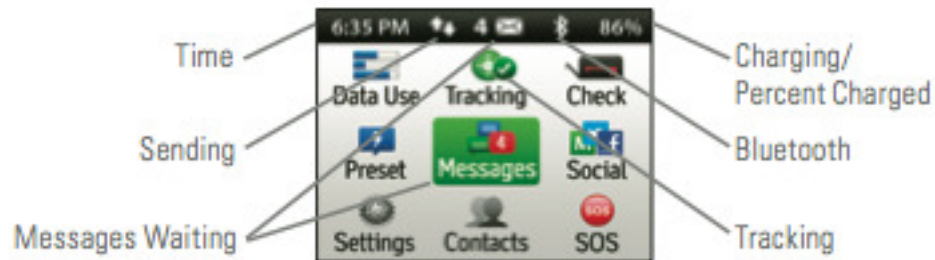 6:35 PM 4 86%
Time
Charging/
Percent Charged
Data Use Tracking Check
Sending
Bluetooth
Preset Messages 4 Social
Messages Waiting
Tracking
Settings Contacts SOS
SOS